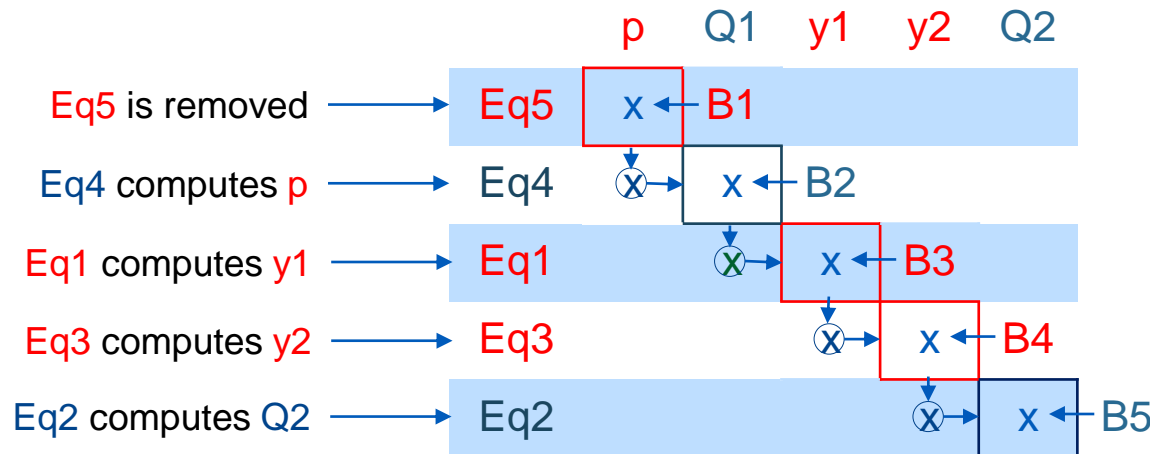 p Q1 y1 y2 Q2
Eq5 is removed Eq5 x B1
Eq4 computes p Eq4 x x B2
Eq1 computes y1 Eq1 x x B3
Eq3 computes y2 Eq3 x x B4
Eq2 computes Q2 Eq2 x x B5